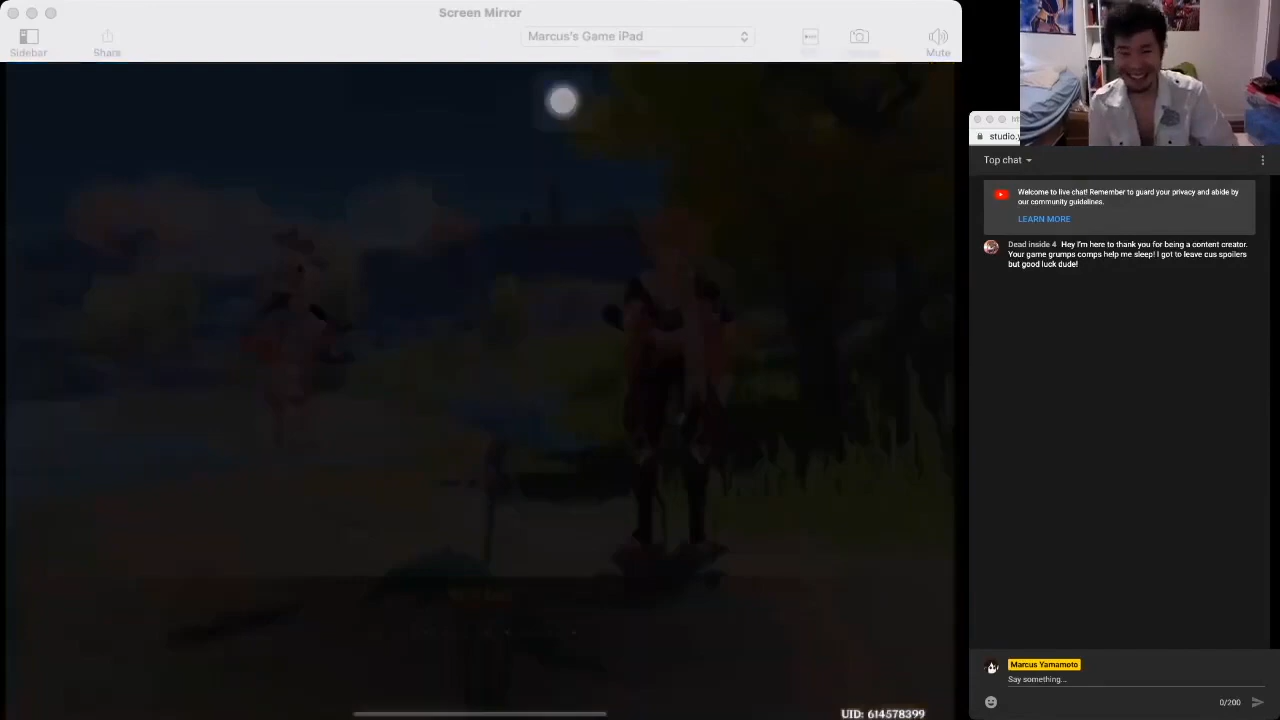 Screen Mirror
Sidebar
Share
Marcus's Game iPad
Mute
studio.
Top chat
Welcome to live chat! Remember to guard your privacy and abide by
our community guidelines.
LEARN MORE
Dead inside 4 Hey I'm here to thank you for being a content creator.
Your game grumps comps help me sleep! I got to leave cus spoilers
but good luck dude!
Marcus Yamamoto
Say something...
0/200
UID: 614578399